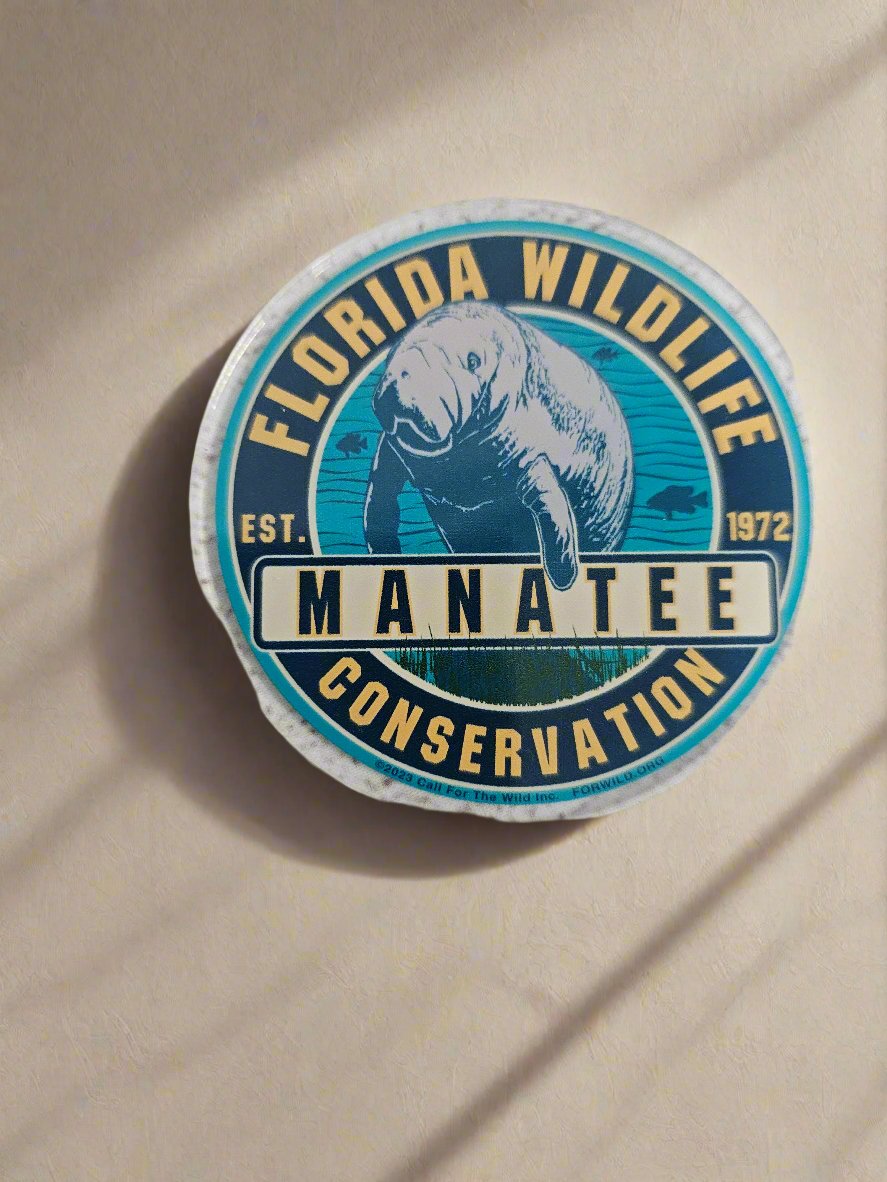 FLORIDA WILDLIFE
EST. 1972
MANATEE
CONSERVATION
©2023 Call For The Wild Inc. FORWILD.ORG